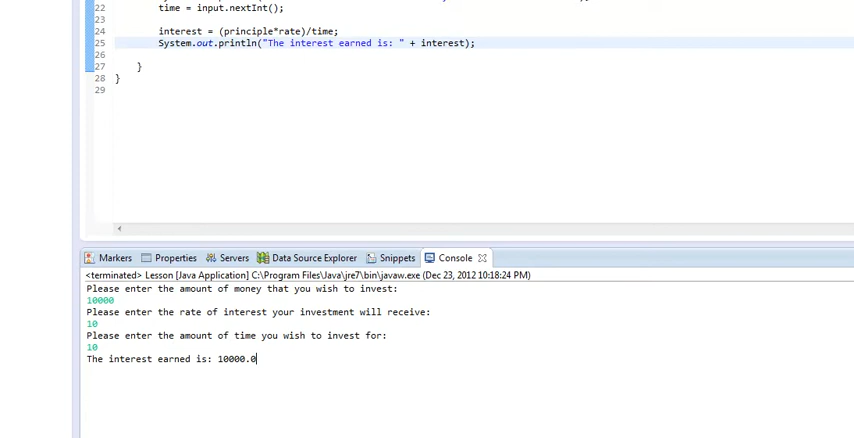 22 time = input.nextInt();
23
24 interest = (principle*rate)/time;
25 System.out.println("The interest earned is: " + interest);
26
27 }
28 }
29
Markers Properties Servers Data Source Explorer Snippets Console
<terminated> Lesson [Java Application] C:\Program Files\Java\jre7\bin\javaw.exe (Dec 23, 2012 10:18:24 PM)
Please enter the amount of money that you wish to invest:
10000
Please enter the rate of interest your investment will receive:
10
Please enter the amount of time you wish to invest for:
10
The interest earned is: 10000.0